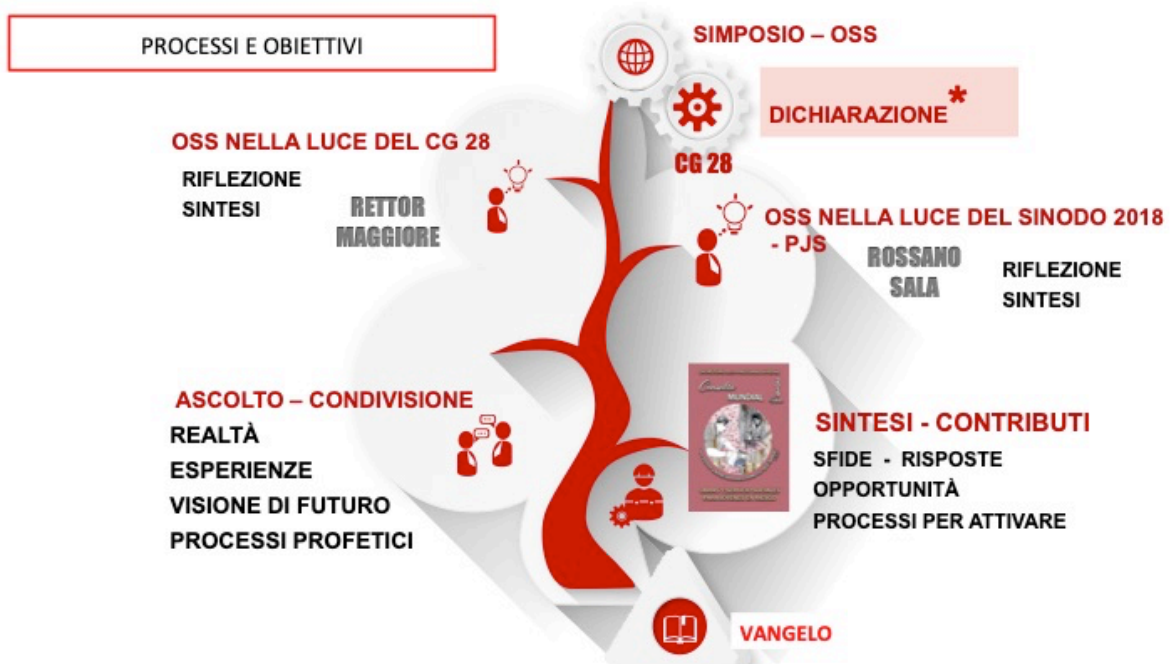 PROCESSI E OBIETTIVI
SIMPOSIO – OSS
DICHIARAZIONE*
CG 28
OSS NELLA LUCE DEL CG 28
RIFLEZIONE
SINTESI
RETTOR
MAGGIORE
OSS NELLA LUCE DEL SINODO 2018
- PJS
ROSSANO
SALA
RIFLEZIONE
SINTESI
ASCOLTO – CONDIVISIONE
REALTÀ
ESPERIENZE
VISIONE DI FUTURO
PROCESSI PROFETICI
MUNDIAL
SINTESI - CONTRIBUTI
SFIDE - RISPOSTE
OPPORTUNITÀ
PROCESSI PER ATTIVARE
VANGELO